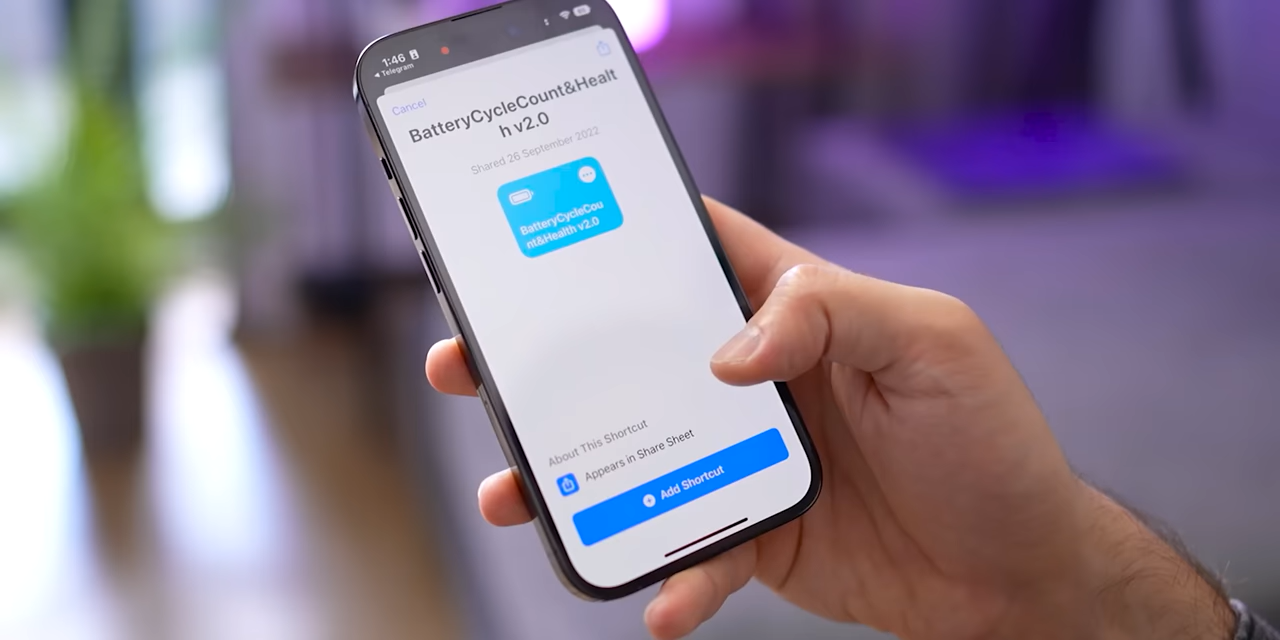 1:46
Telegram
Cancel
BatteryCycleCount&Healt
h v2.0
Shared 26 September 2022
BatteryCycleCou
nt&Health v2.0
About This Shortcut
Appears in Share Sheet
Add Shortcut